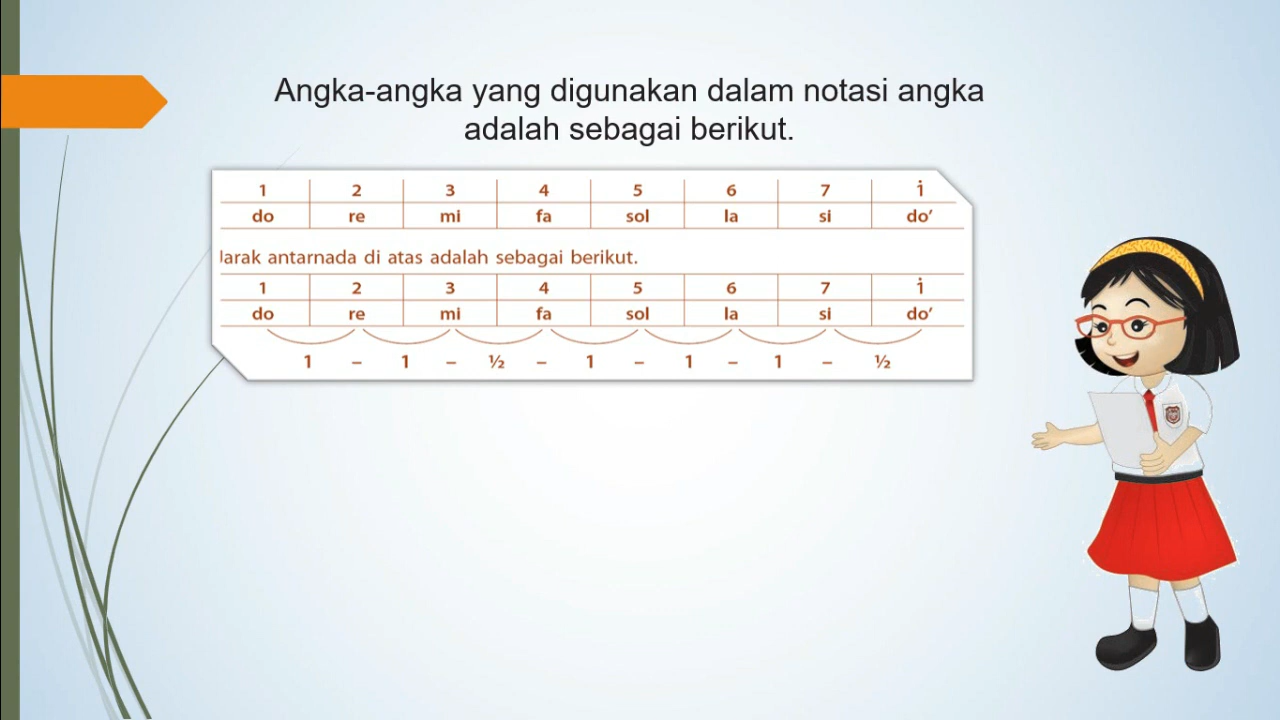 Angka-angka yang digunakan dalam notasi angka
adalah sebagai berikut.
1 2 3 4 5 6 7 i̇
do re mi fa sol la si do’
Jarak antarnada di atas adalah sebagai berikut.
1 2 3 4 5 6 7 i̇
do re mi fa sol la si do’
1 – 1 – ½ – 1 – 1 – 1 – ½